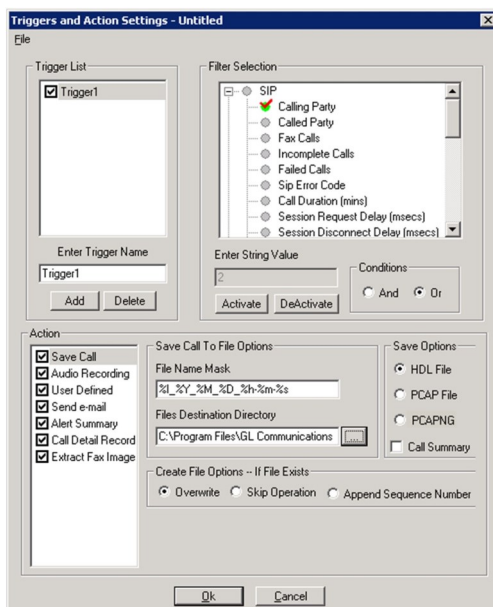 Triggers and Action Settings - Untitled
File
Trigger List
Trigger1
Enter Trigger Name
Trigger1
Add Delete
Filter Selection
SIP
Calling Party
Called Party
Fax Calls
Incomplete Calls
Failed Calls
Sip Error Code
Call Duration (mins)
Session Request Delay (msecs)
Session Disconnect Delay (msecs)
Enter String Value
2
Activate DeActivate
Conditions
And Or
Action
Save Call
Audio Recording
User Defined
Send e-mail
Alert Summary
Call Detail Record
Extract Fax Image
Save Call To File Options
File Name Mask
%I_%Y_%M_%D_%h-%m-%s
Files Destination Directory
C:\Program Files\GL Communications ...
Save Options
HDL File
PCAP File
PCAPNG
Call Summary
Create File Options -- If File Exists
Overwrite Skip Operation Append Sequence Number
Ok Cancel